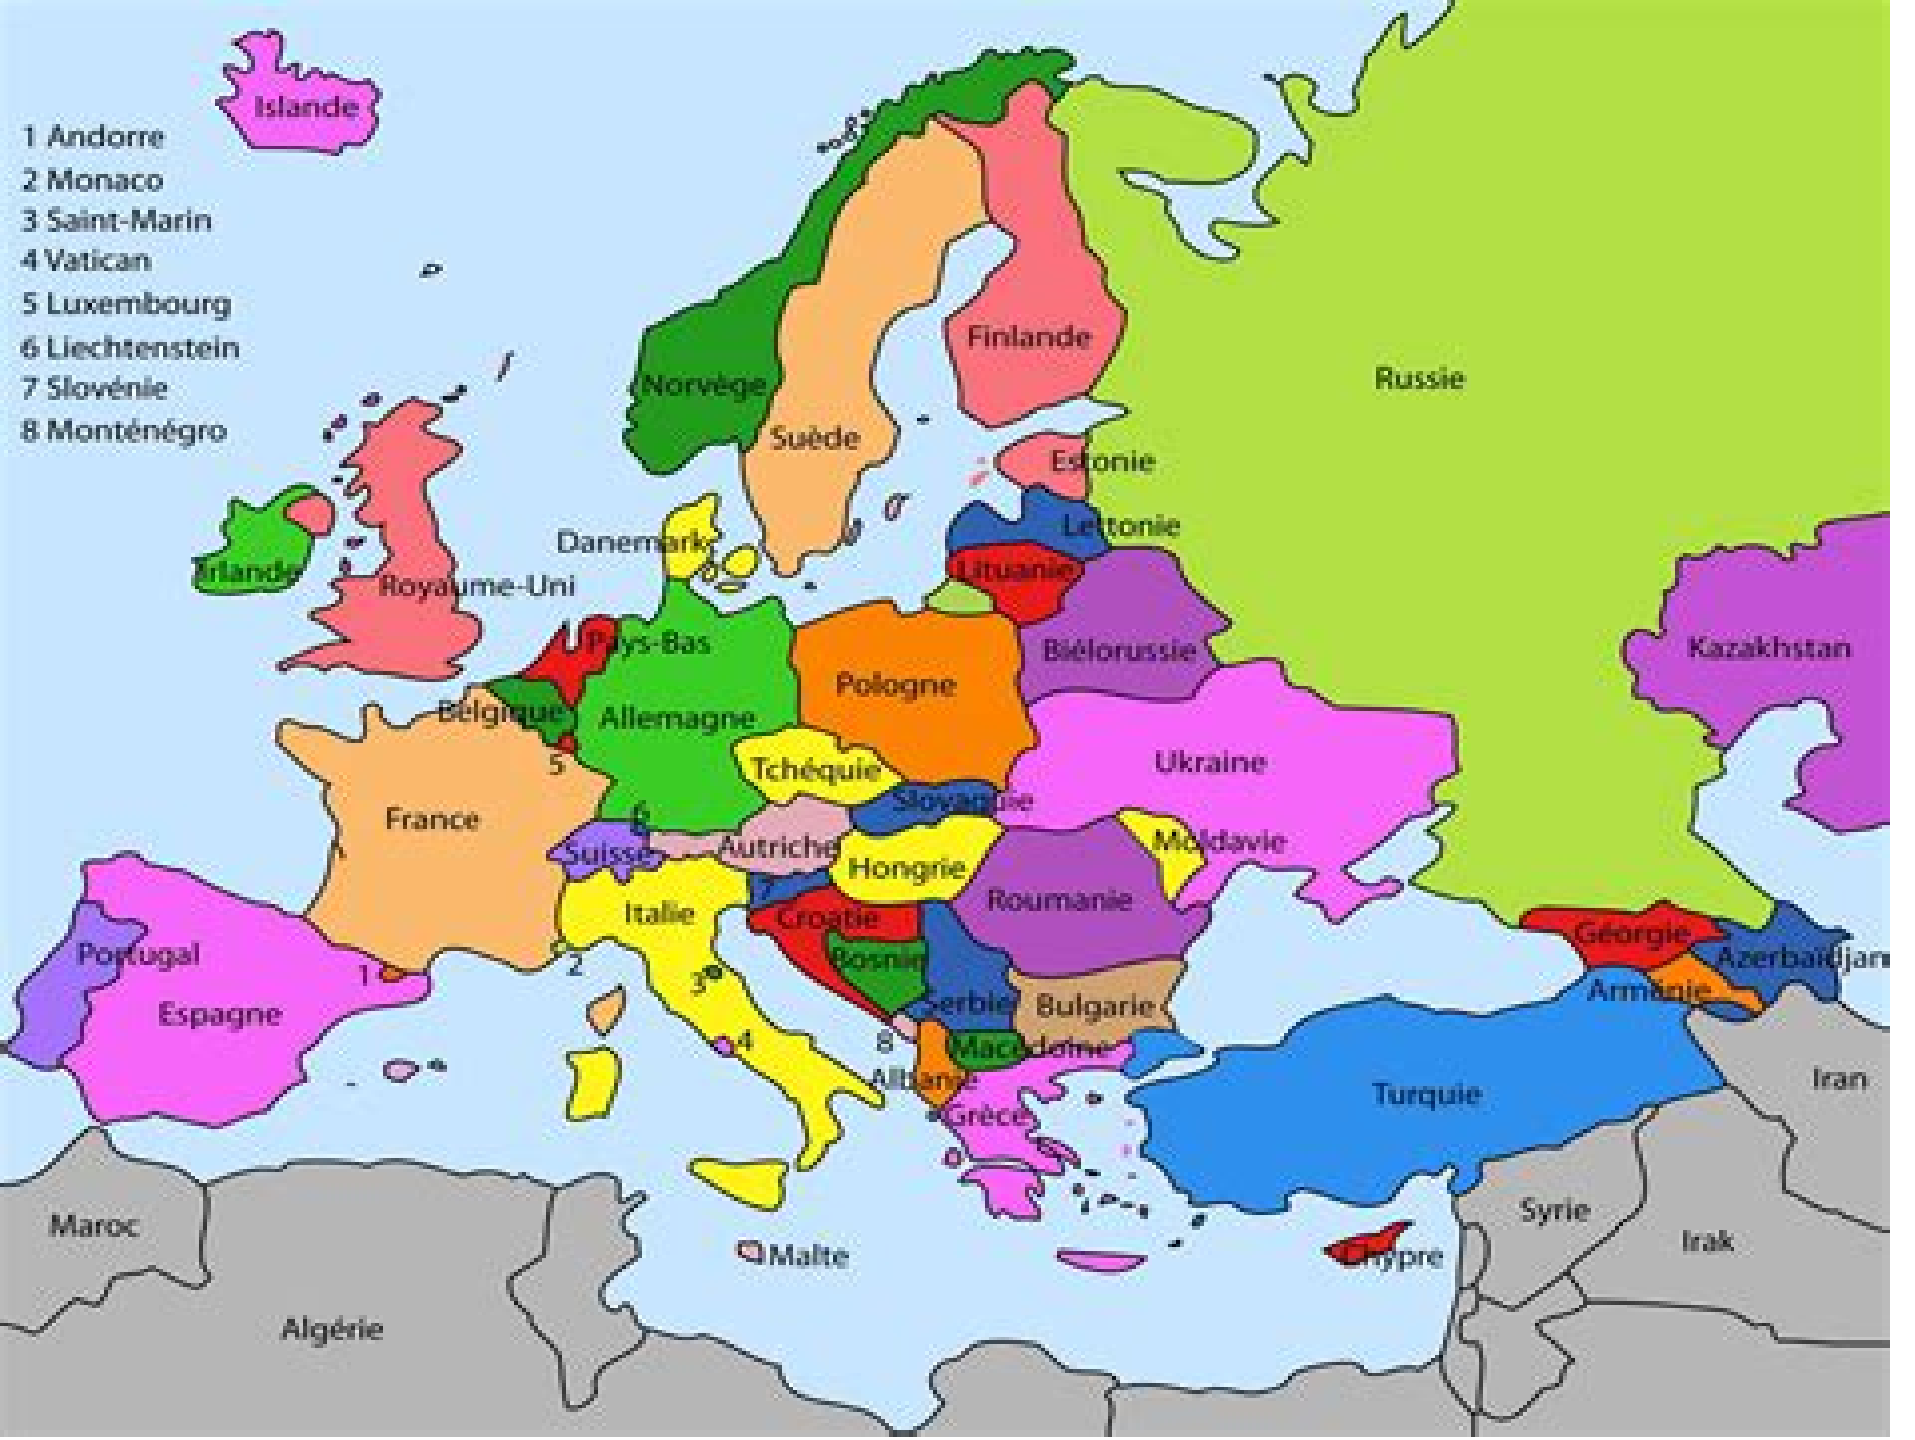 Islande
1 Andorre
2 Monaco
3 Saint-Marin
4 Vatican
5 Luxembourg
6 Liechtenstein
7 Slovénie
8 Monténégro
Finlande
Norvège
Russie
Suède
Estonie
Lettonie
Danemark
Irlande
Lituanie
Royaume-Uni
Pays-Bas
Biélorussie
Kazakhstan
Pologne
Belgique
Allemagne
5
Tchéquie
Ukraine
Slovaquie
France
6
Suisse
Autriche
Moldavie
Hongrie
7
Roumanie
Italie
Croatie
Géorgie
Portugal
1
2
3
Bosnie
Azerbaïdjan
Espagne
Serbie
Bulgarie
Arménie
4
8
Macédoine
Albanie
Grèce
Turquie
Iran
Maroc
Syrie
Irak
Malte
Chypre
Algérie